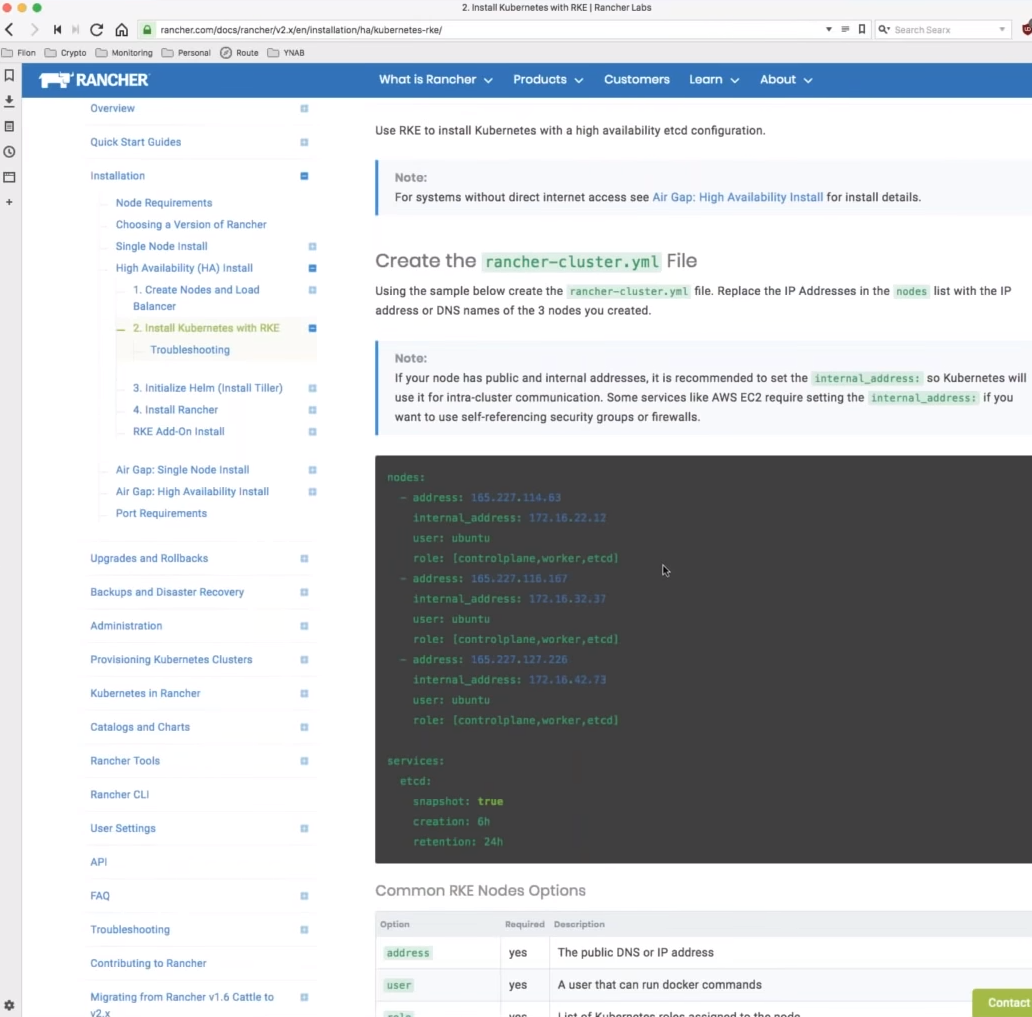 2. Install Kubernetes with RKE | Rancher Labs
rancher.com/docs/rancher/v2.x/en/installation/ha/kubernetes-rke/
Search Searx
Filon Crypto Monitoring Personal Route YNAB
RANCHER What is Rancher Products Customers Learn About
Overview
Quick Start Guides
Installation
Node Requirements
Choosing a Version of Rancher
Single Node Install
High Availability (HA) Install
1. Create Nodes and Load
Balancer
2. Install Kubernetes with RKE
Troubleshooting
3. Initialize Helm (Install Tiller)
4. Install Rancher
RKE Add-On Install
Air Gap: Single Node Install
Air Gap: High Availability Install
Port Requirements
Upgrades and Rollbacks
Backups and Disaster Recovery
Administration
Provisioning Kubernetes Clusters
Kubernetes in Rancher
Catalogs and Charts
Rancher Tools
Rancher CLI
User Settings
API
FAQ
Troubleshooting
Contributing to Rancher
Migrating from Rancher v1.6 Cattle to
v2.x
Use RKE to install Kubernetes with a high availability etcd configuration.
Note:
For systems without direct internet access see Air Gap: High Availability Install for install details.
Create the rancher-cluster.yml File
Using the sample below create the rancher-cluster.yml file. Replace the IP Addresses in the nodes list with the IP
address or DNS names of the 3 nodes you created.
Note:
If your node has public and internal addresses, it is recommended to set the internal_address: so Kubernetes will
use it for intra-cluster communication. Some services like AWS EC2 require setting the internal_address: if you
want to use self-referencing security groups or firewalls.
nodes:
- address: 165.227.114.63
internal_address: 172.16.22.12
user: ubuntu
role: [controlplane,worker,etcd]
- address: 165.227.116.167
internal_address: 172.16.32.37
user: ubuntu
role: [controlplane,worker,etcd]
- address: 165.227.127.226
internal_address: 172.16.42.73
user: ubuntu
role: [controlplane,worker,etcd]
services:
etcd:
snapshot: true
creation: 6h
retention: 24h
Common RKE Nodes Options
Option Required Description
address yes The public DNS or IP address
user yes A user that can run docker commands
role yes List of Kubernetes roles assigned to the node
Contact